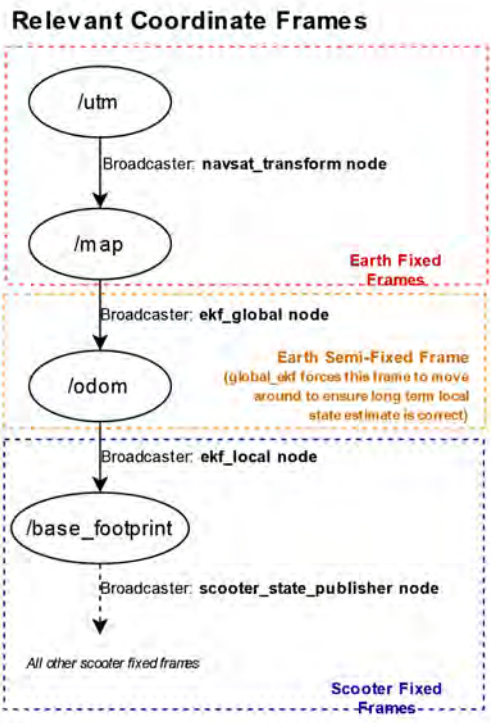 Relevant Coordinate Frames
/utm
Broadcaster: navsat_transform node
/map
Earth Fixed
Frames
Broadcaster: ekf_global node
Earth Semi-Fixed Frame
(global_ekf forces this frame to move
around to ensure long term local
state estimate is correct)
/odom
Broadcaster: ekf_local node
/base_footprint
Broadcaster: scooter_state_publisher node
All other scooter fixed frames
Scooter Fixed
Frames